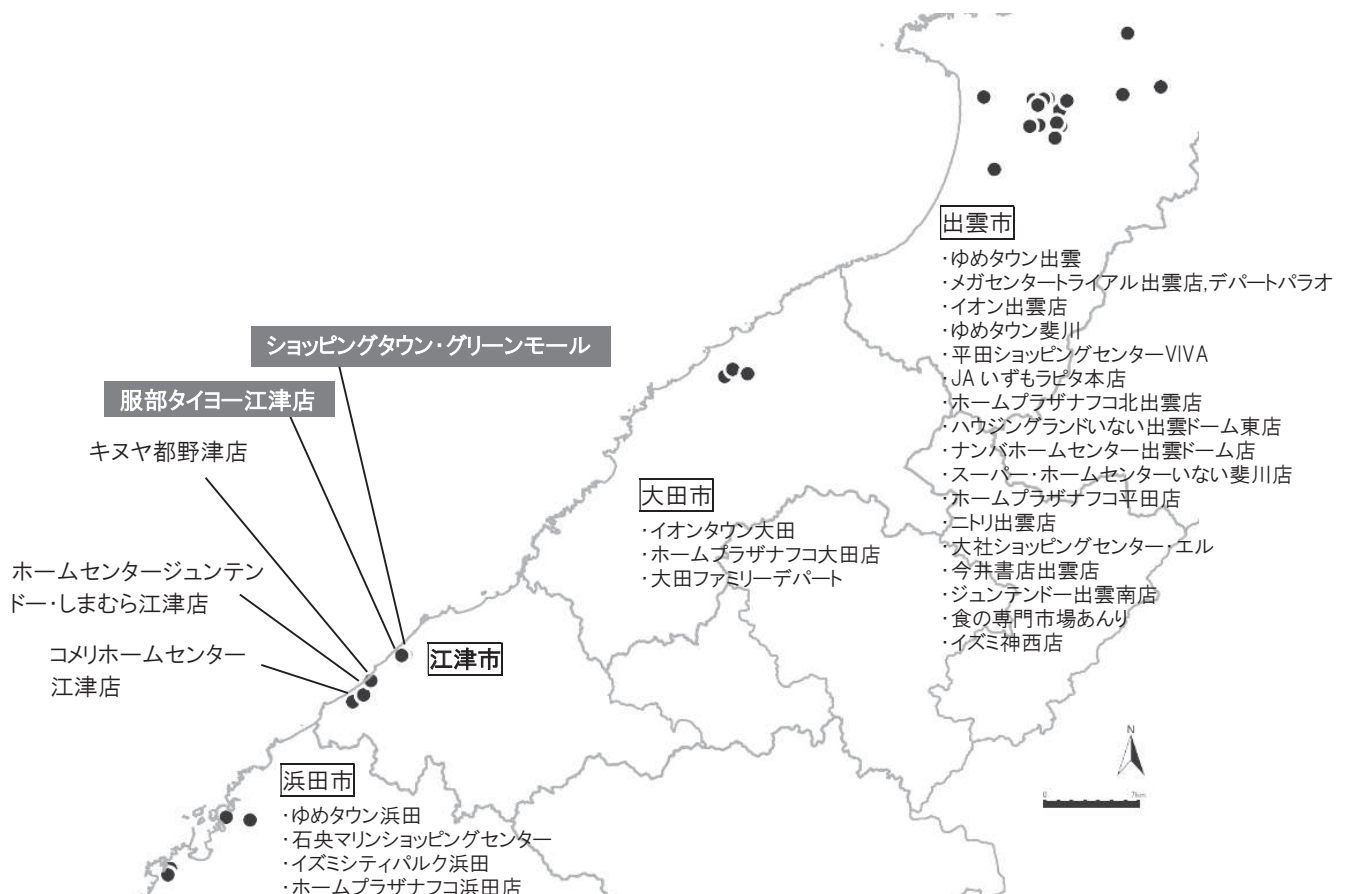 出雲市
・ゆめタウン出雲
・メガセンタートライアル出雲店,デパートパラオ
・イオン出雲店
・ゆめタウン斐川
・平田ショッピングセンターVIVA
・JAいずもラピタ本店
・ホームプラザナフコ北出雲店
・ハウジングランドいない出雲ドーム東店
・ナンバホームセンター出雲ドーム店
・スーパー・ホームセンターいない斐川店
・ホームプラザナフコ平田店
・ニトリ出雲店
・大社ショッピングセンター・エル
・今井書店出雲店
・ジュンテンドー出雲南店
・食の専門市場あんり
・イズミ神西店
ショッピングタウン・グリーンモール
服部タイヨー江津店
キヌヤ都野津店
ホームセンタージュンテン
ドー・しまむら江津店
コメリホームセンター
江津店
江津市
大田市
・イオンタウン大田
・ホームプラザナフコ大田店
・大田ファミリーデパート
浜田市
・ゆめタウン浜田
・石央マリンショッピングセンター
・イズミシティパルク浜田
・ホームプラザナフコ浜田店
N
0 7km